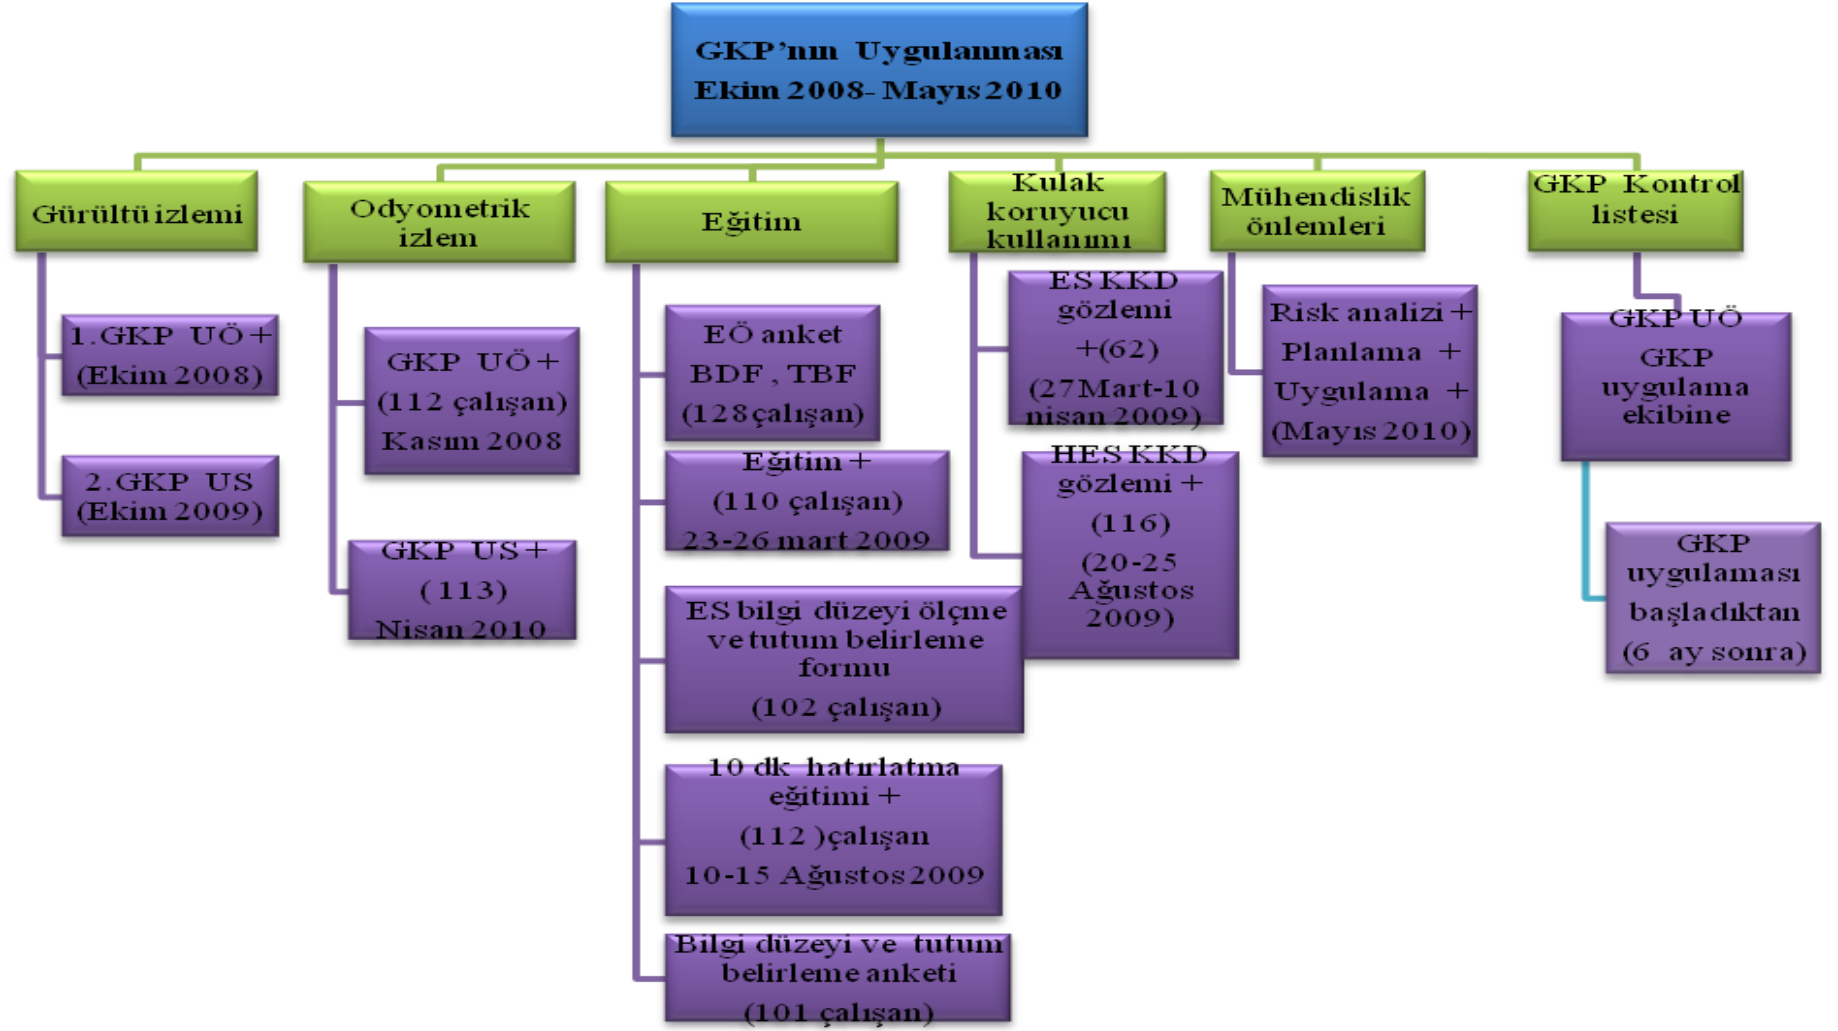 GKP’nın Uygulanması
Ekim 2008- Mayıs 2010
Gürültü izlemi
1.GKP UÖ +
(Ekim 2008)
2.GKP US
(Ekim 2009)
Odyometrik
izlem
GKP UÖ +
(112 çalışan)
Kasım 2008
GKP US +
( 113)
Nisan 2010
Eğitim
EÖ anket
BDF , TBF
(128çalışan)
Eğitim +
(110 çalışan)
23-26 mart 2009
ES bilgi düzeyi ölçme
ve tutum belirleme
formu
(102 çalışan)
10 dk hatırlatma
eğitimi +
(112 )çalışan
10-15 Ağustos 2009
Bilgi düzeyi ve tutum
belirleme anketi
(101 çalışan)
Kulak
koruyucu
kullanımı
ES KKD
gözlemi
+(62)
(27Mart-10
nisan 2009)
HES KKD
gözlemi +
(116)
(20-25
Ağustos
2009)
Mühendislik
önlemleri
Risk analizi +
Planlama +
Uygulama +
(Mayıs 2010)
GKP Kontrol
listesi
GKP UÖ
GKP
uygulama
ekibine
GKP
uygulaması
başladıktan
(6 ay sonra)